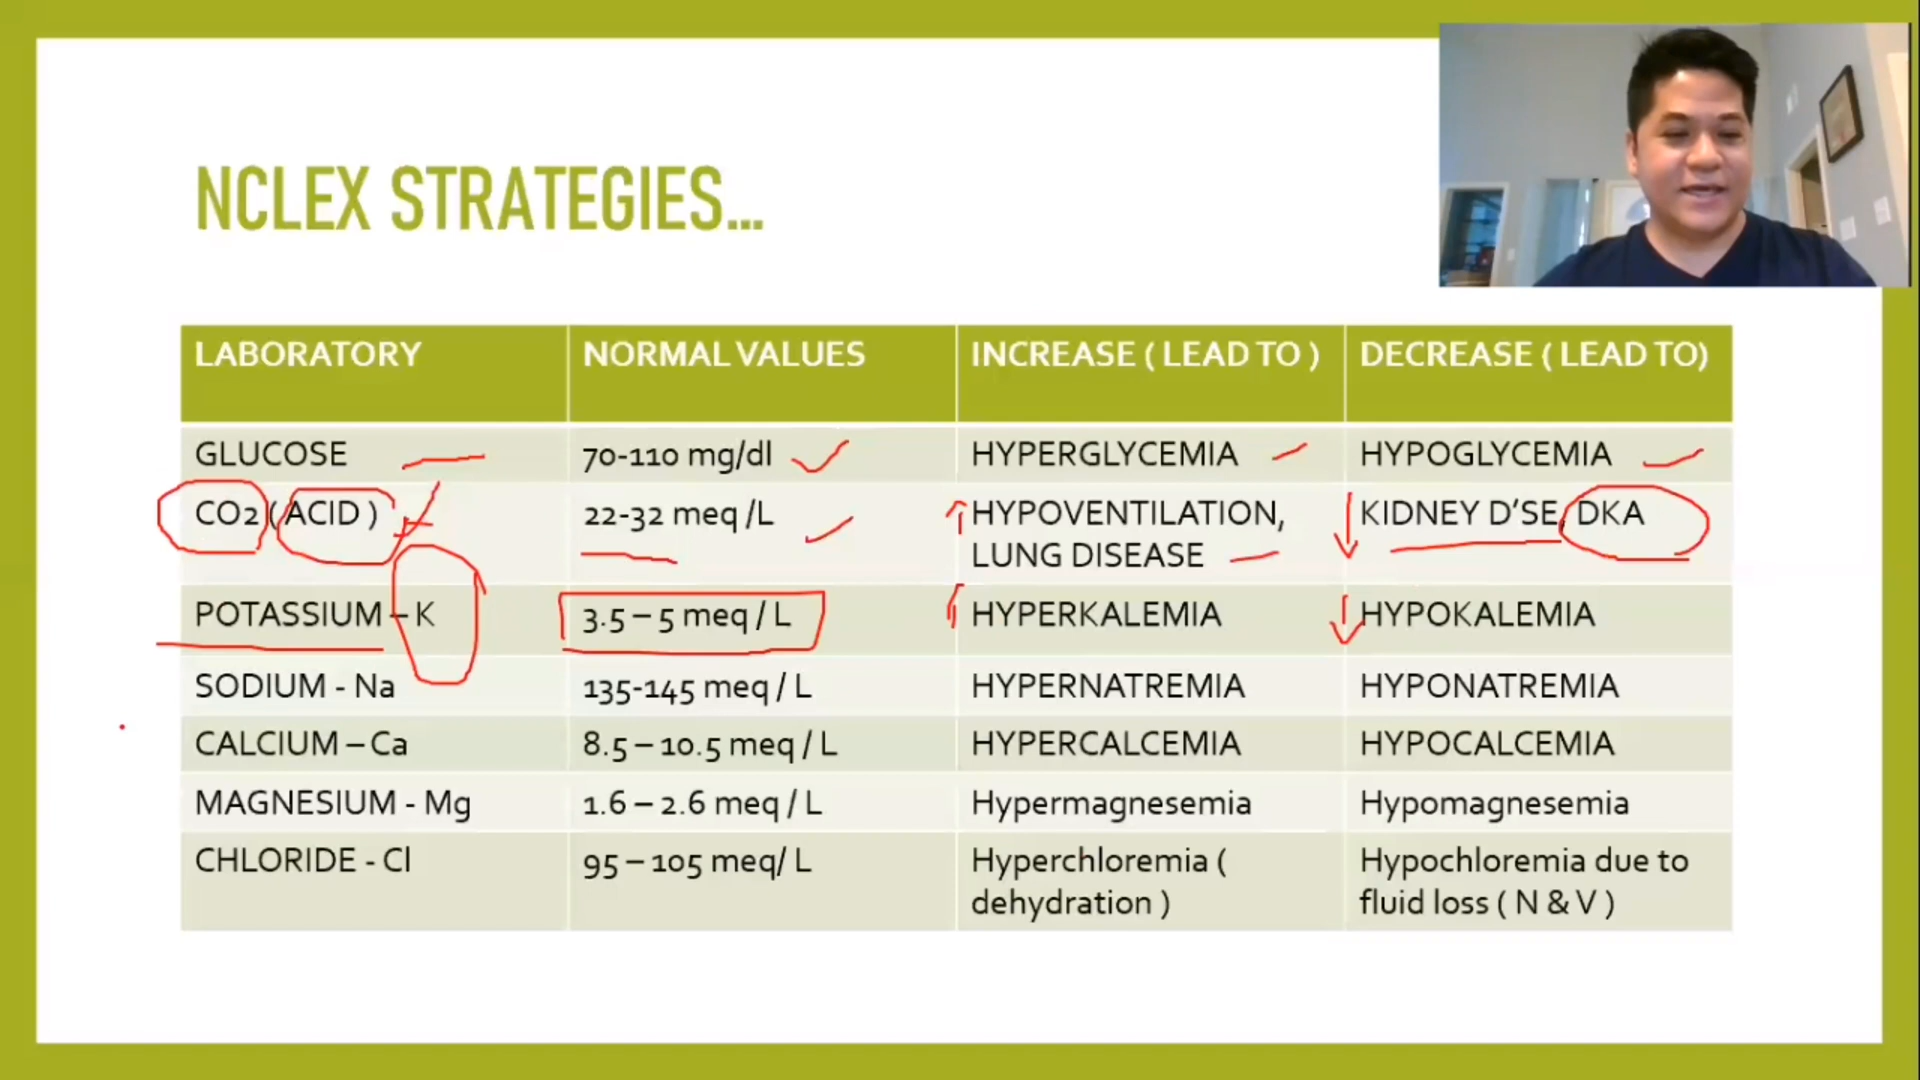 NCLEX STRATEGIES...
LABORATORY NORMAL VALUES INCREASE ( LEAD TO ) DECREASE ( LEAD TO)
GLUCOSE 70-110 mg/dl HYPERGLYCEMIA HYPOGLYCEMIA
CO2 ( ACID ) 22-32 meq /L HYPOVENTILATION, KIDNEY D'SE, DKA
LUNG DISEASE
POTASSIUM – K 3.5 – 5 meq / L HYPERKALEMIA HYPOKALEMIA
SODIUM - Na 135-145 meq / L HYPERNATREMIA HYPONATREMIA
CALCIUM – Ca 8.5 – 10.5 meq / L HYPERCALCEMIA HYPOCALCEMIA
MAGNESIUM - Mg 1.6 – 2.6 meq / L Hypermagnesemia Hypomagnesemia
CHLORIDE - Cl 95 – 105 meq/ L Hyperchloremia ( Hypochloremia due to
dehydration ) fluid loss ( N & V )